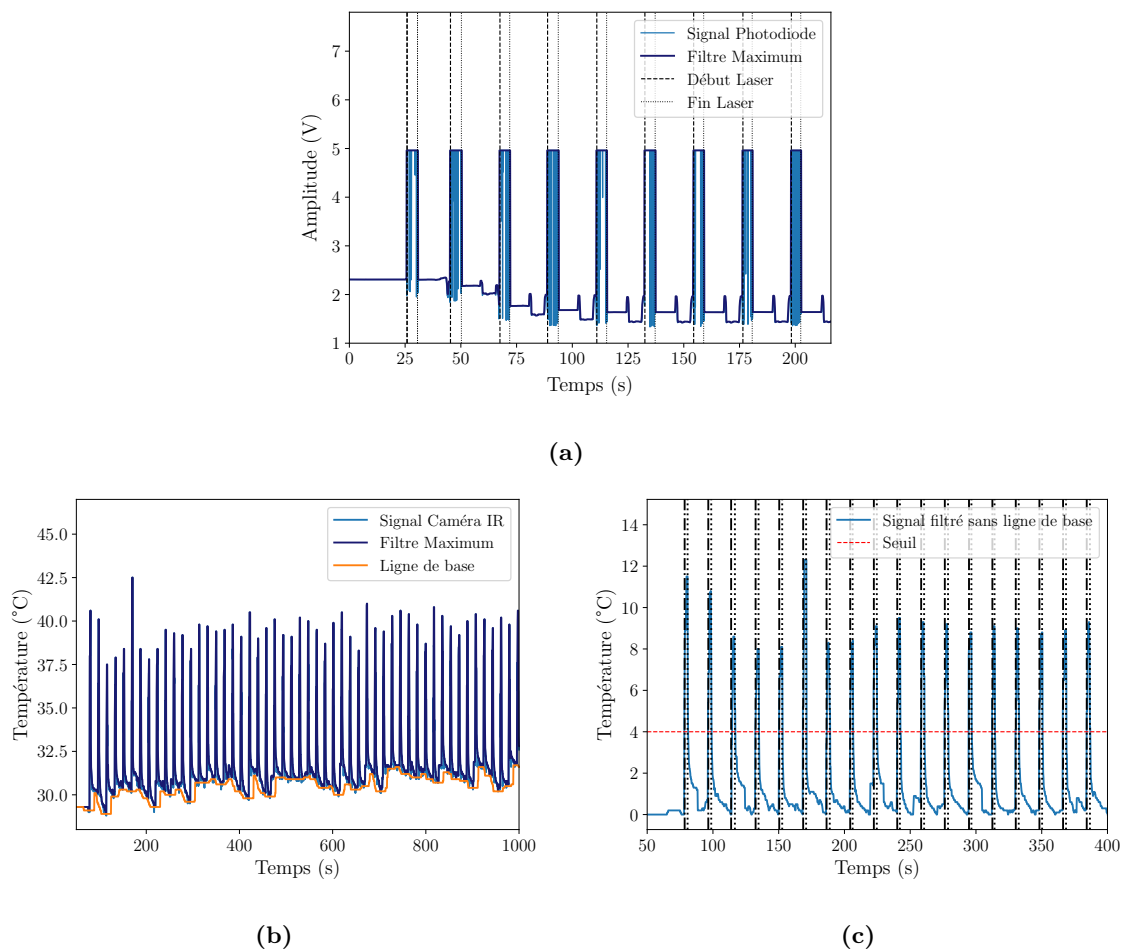 Signal Photodiode
Filtre Maximum
Début Laser
Fin Laser
Amplitude (V)
7
6
5
4
3
2
1
0 25 50 75 100 125 150 175 200
Temps (s)
(a)
Signal Caméra IR
Filtre Maximum
Ligne de base
Température (°C)
45.0
42.5
40.0
37.5
35.0
32.5
30.0
200 400 600 800 1000
Temps (s)
(b)
Signal filtré sans ligne de base
Seuil
Température (°C)
14
12
10
8
6
4
2
0
50 100 150 200 250 300 350 400
Temps (s)
(c)